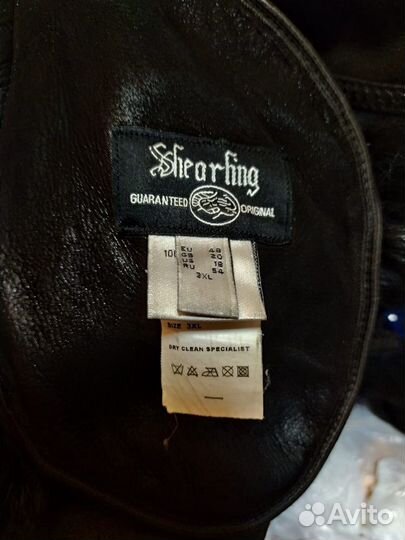 Shearling
GUARANTEED ORIGINAL
EU 48
GB 20
US 18
RU 54
3XL
SIZE 3XL
DRY CLEAN SPECIALIST
Avito